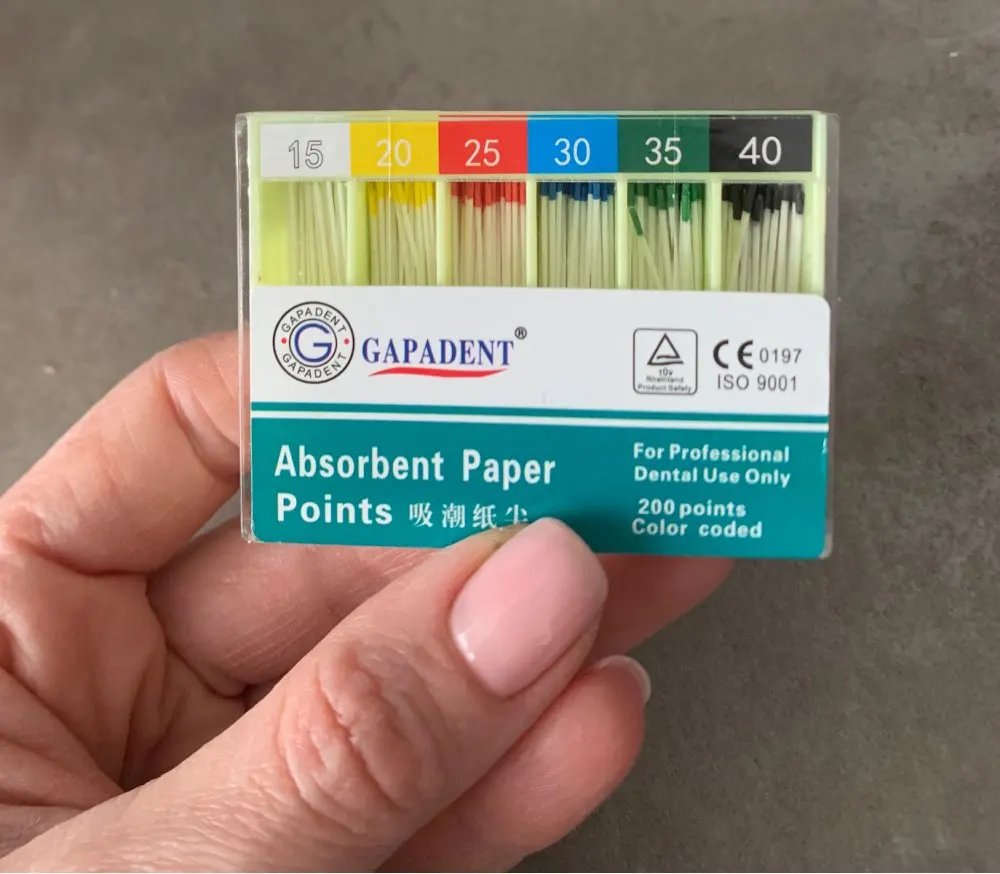 15 20 25 30 35 40
GAPADENT
G
GAPADENT
GAPADENT®
TÜV
Rheinland
Product Safety
CE 0197
ISO 9001
Absorbent Paper
Points 吸潮纸尖
For Professional
Dental Use Only
200 points
Color coded